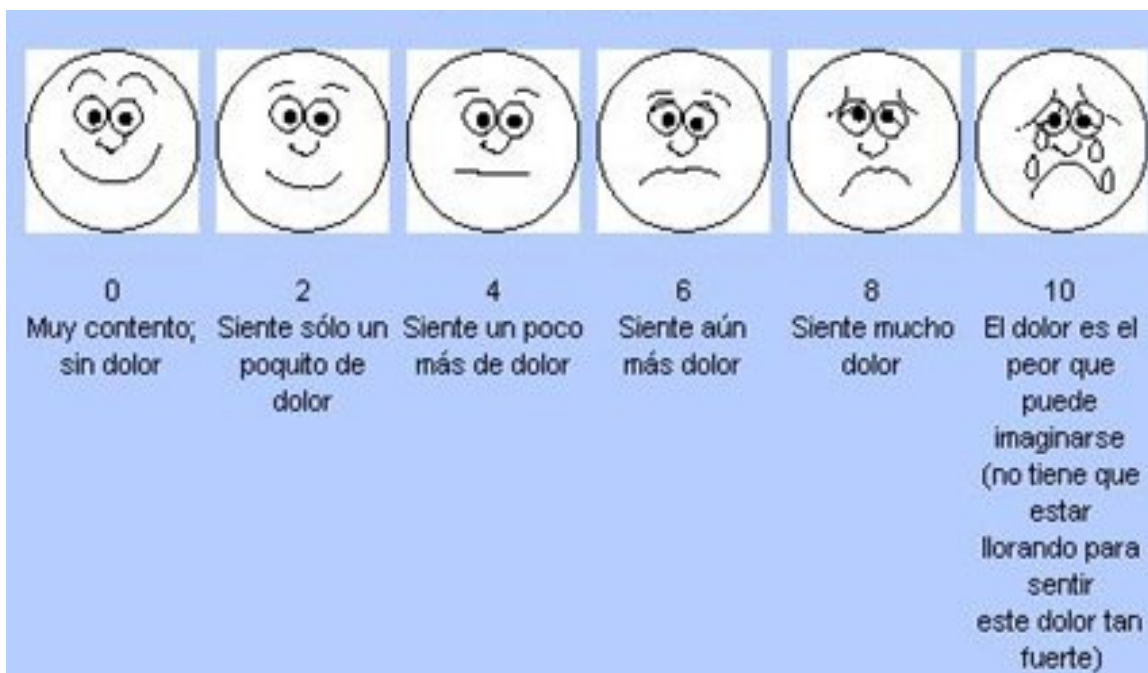 0
Muy contento;
sin dolor
2
Siente sólo un
poquito de
dolor
4
Siente un poco
más de dolor
6
Siente aún
más dolor
8
Siente mucho
dolor
10
El dolor es el
peor que
puede
imaginarse
(no tiene que
estar
llorando para
sentir
este dolor tan
fuerte)